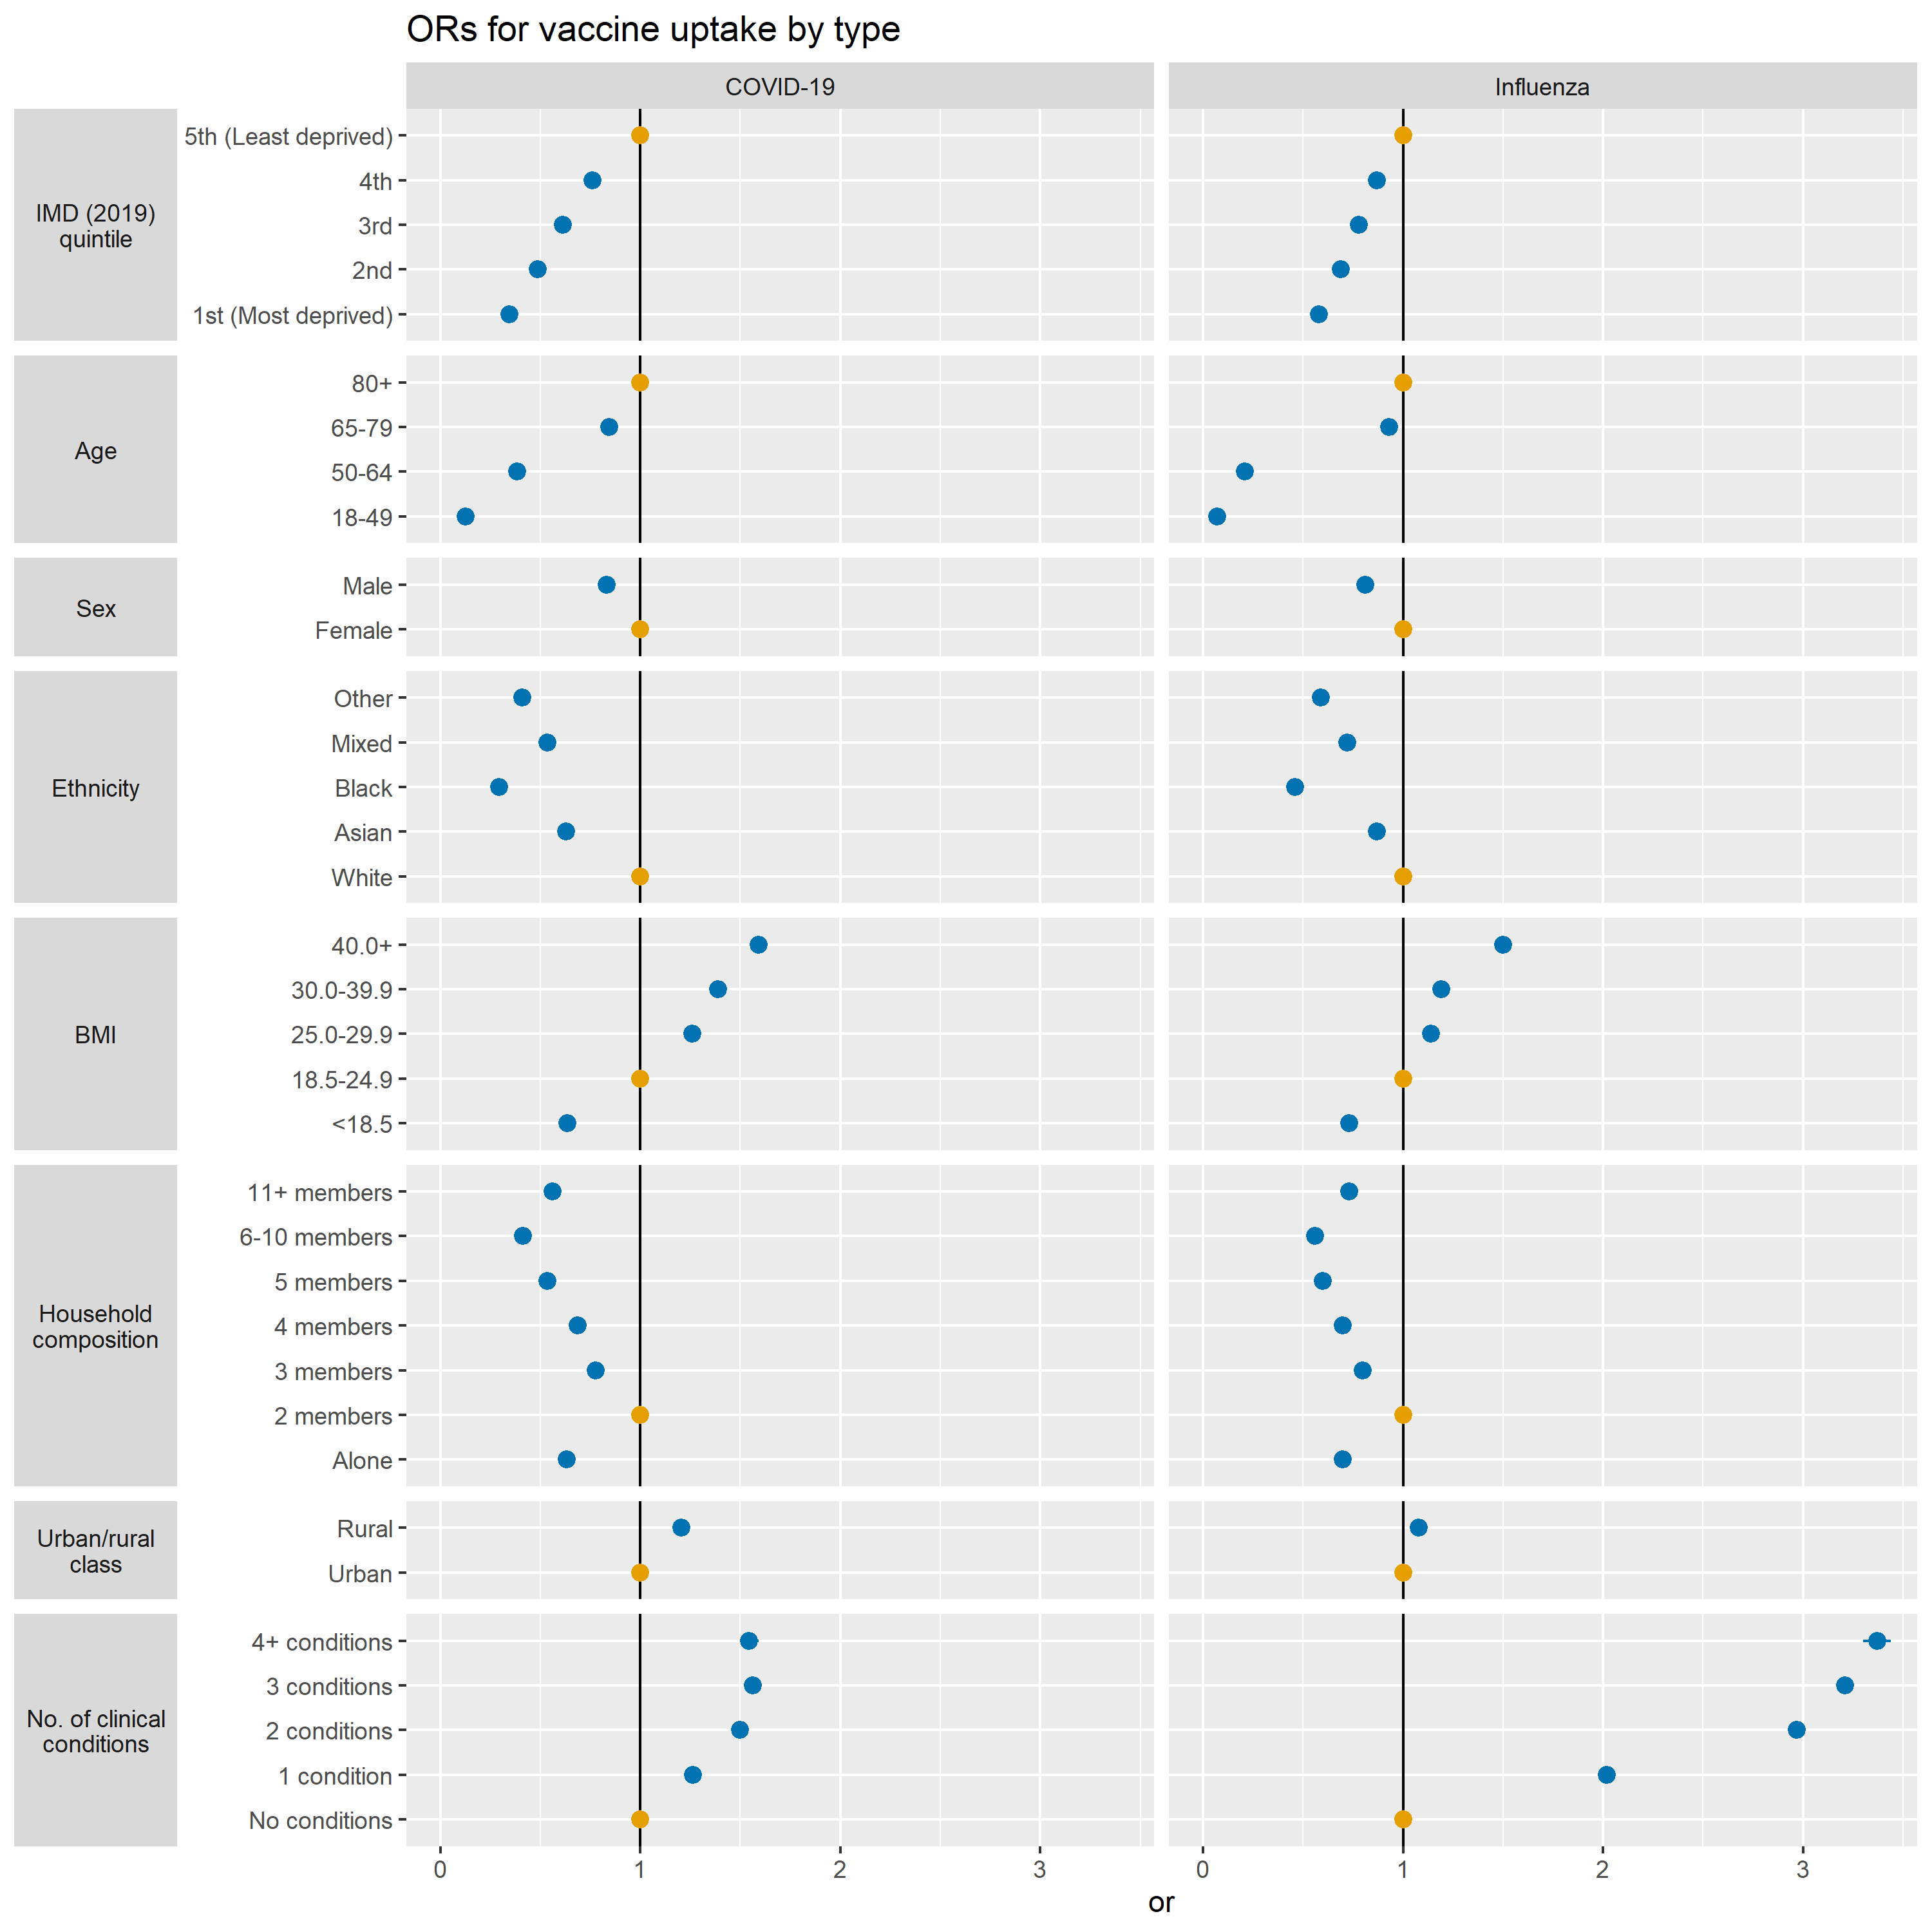 ORs for vaccine uptake by type
COVID-19
Influenza
IMD (2019)
quintile
5th (Least deprived)
4th
3rd
2nd
1st (Most deprived)
Age
80+
65-79
50-64
18-49
Sex
Male
Female
Ethnicity
Other
Mixed
Black
Asian
White
BMI
40.0+
30.0-39.9
25.0-29.9
18.5-24.9
<18.5
Household
composition
11+ members
6-10 members
5 members
4 members
3 members
2 members
Alone
Urban/rural
class
Rural
Urban
No. of clinical
conditions
4+ conditions
3 conditions
2 conditions
1 condition
No conditions
0 1 2 3
0 1 2 3
or